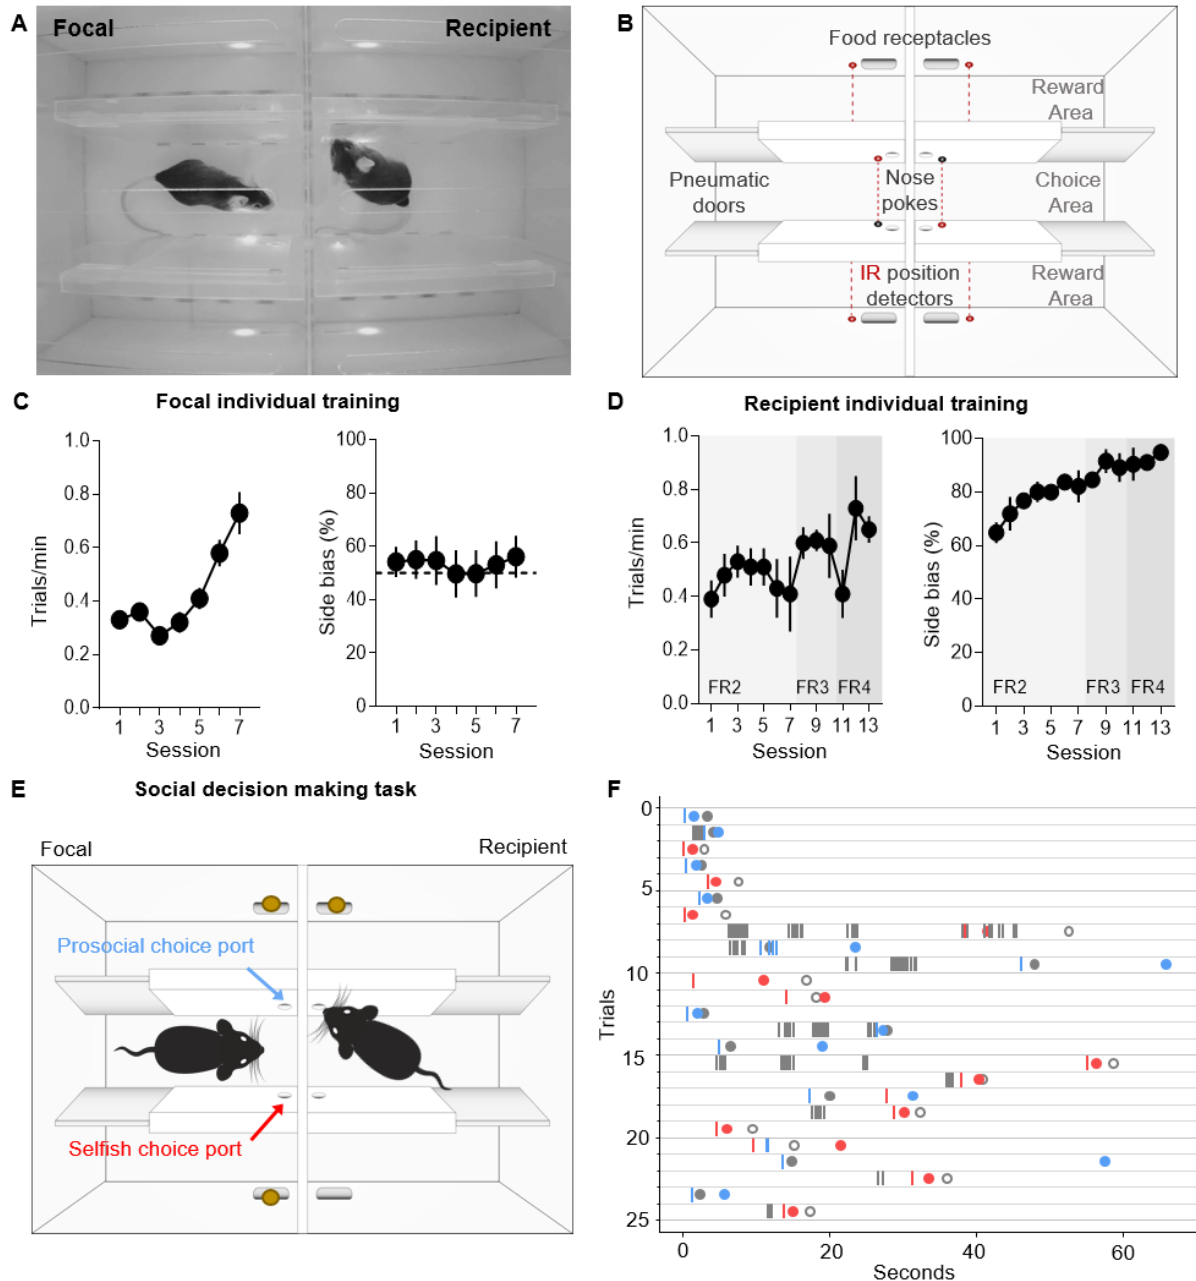 A
Focal
Recipient
B
Food receptacles
Reward
Area
Pneumatic
doors
Nose
pokes
Choice
Area
IR position
detectors
Reward
Area
C
Focal individual training
Trials/min
1.0
0.8
0.6
0.4
0.2
0.0
1
3
5
7
Session
Side bias (%)
100
80
60
40
20
0
1
3
5
7
Session
D
Recipient individual training
Trials/min
1.0
0.8
0.6
0.4
0.2
0.0
FR2
FR3
FR4
1
3
5
7
9
11
13
Session
Side bias (%)
100
80
60
40
20
0
FR2
FR3
FR4
1
3
5
7
9
11
13
Session
E
Social decision making task
Focal
Recipient
Prosocial choice port
Selfish choice port
F
Trials
0
5
10
15
20
25
0
20
40
60
Seconds